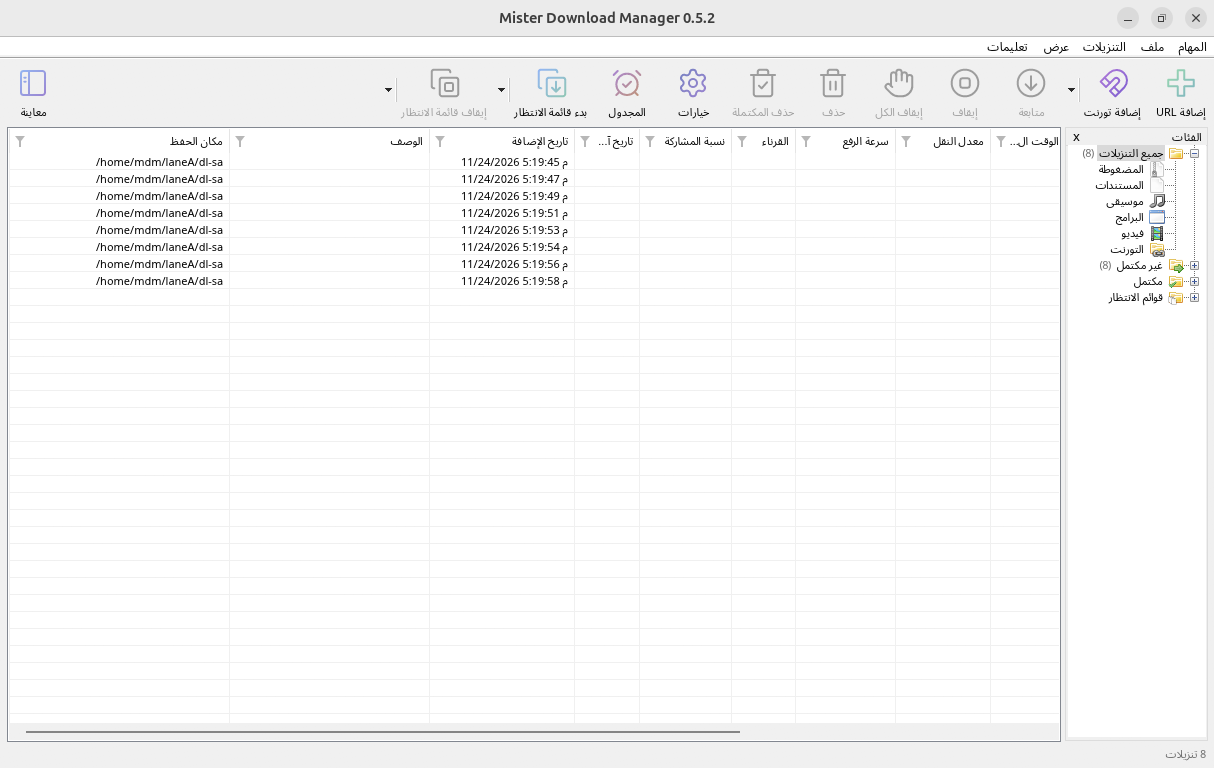 Mister Download Manager 0.5.2
المهام ملف التنزيلات عرض تعليمات
إضافة URL إضافة تورنت متابعة إيقاف إيقاف الكل حذف حذف المكتملة خيارات المجدول بدء قائمة الانتظار إيقاف قائمة الانتظار معاينة
الفئات x
جميع التنزيلات (8)
المضغوطة
المستندات
موسيقى
البرامج
فيديو
التورنت
غير مكتمل (8)
مكتمل
قوائم الانتظار
الوقت ال... معدل النقل سرعة الرفع القرناء نسبة المشاركة تاريخ آ... تاريخ الإضافة الوصف مكان الحفظ
11/24/2026 5:19:45 م /home/mdm/laneA/dl-sa
11/24/2026 5:19:47 م /home/mdm/laneA/dl-sa
11/24/2026 5:19:49 م /home/mdm/laneA/dl-sa
11/24/2026 5:19:51 م /home/mdm/laneA/dl-sa
11/24/2026 5:19:53 م /home/mdm/laneA/dl-sa
11/24/2026 5:19:54 م /home/mdm/laneA/dl-sa
11/24/2026 5:19:56 م /home/mdm/laneA/dl-sa
11/24/2026 5:19:58 م /home/mdm/laneA/dl-sa
8 تنزيلات